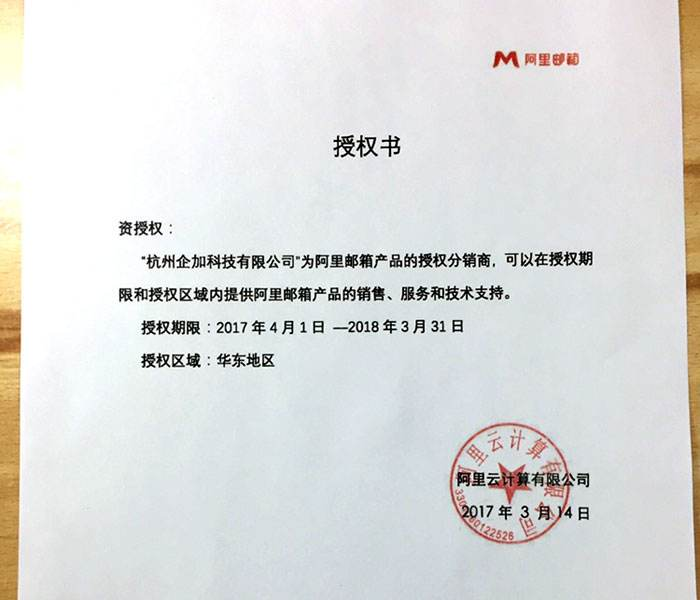 阿里邮箱
授权书
资授权：
“杭州企加科技有限公司”为阿里邮箱产品的授权分销商，可以在授权期
限和授权区域内提供阿里邮箱产品的销售、服务和技术支持。
授权期限：2017 年 4 月 1 日 —2018 年 3 月 31 日
授权区域：华东地区
阿里云计算有限公司
阿里云计算有限公司
2017 年 3 月 14 日